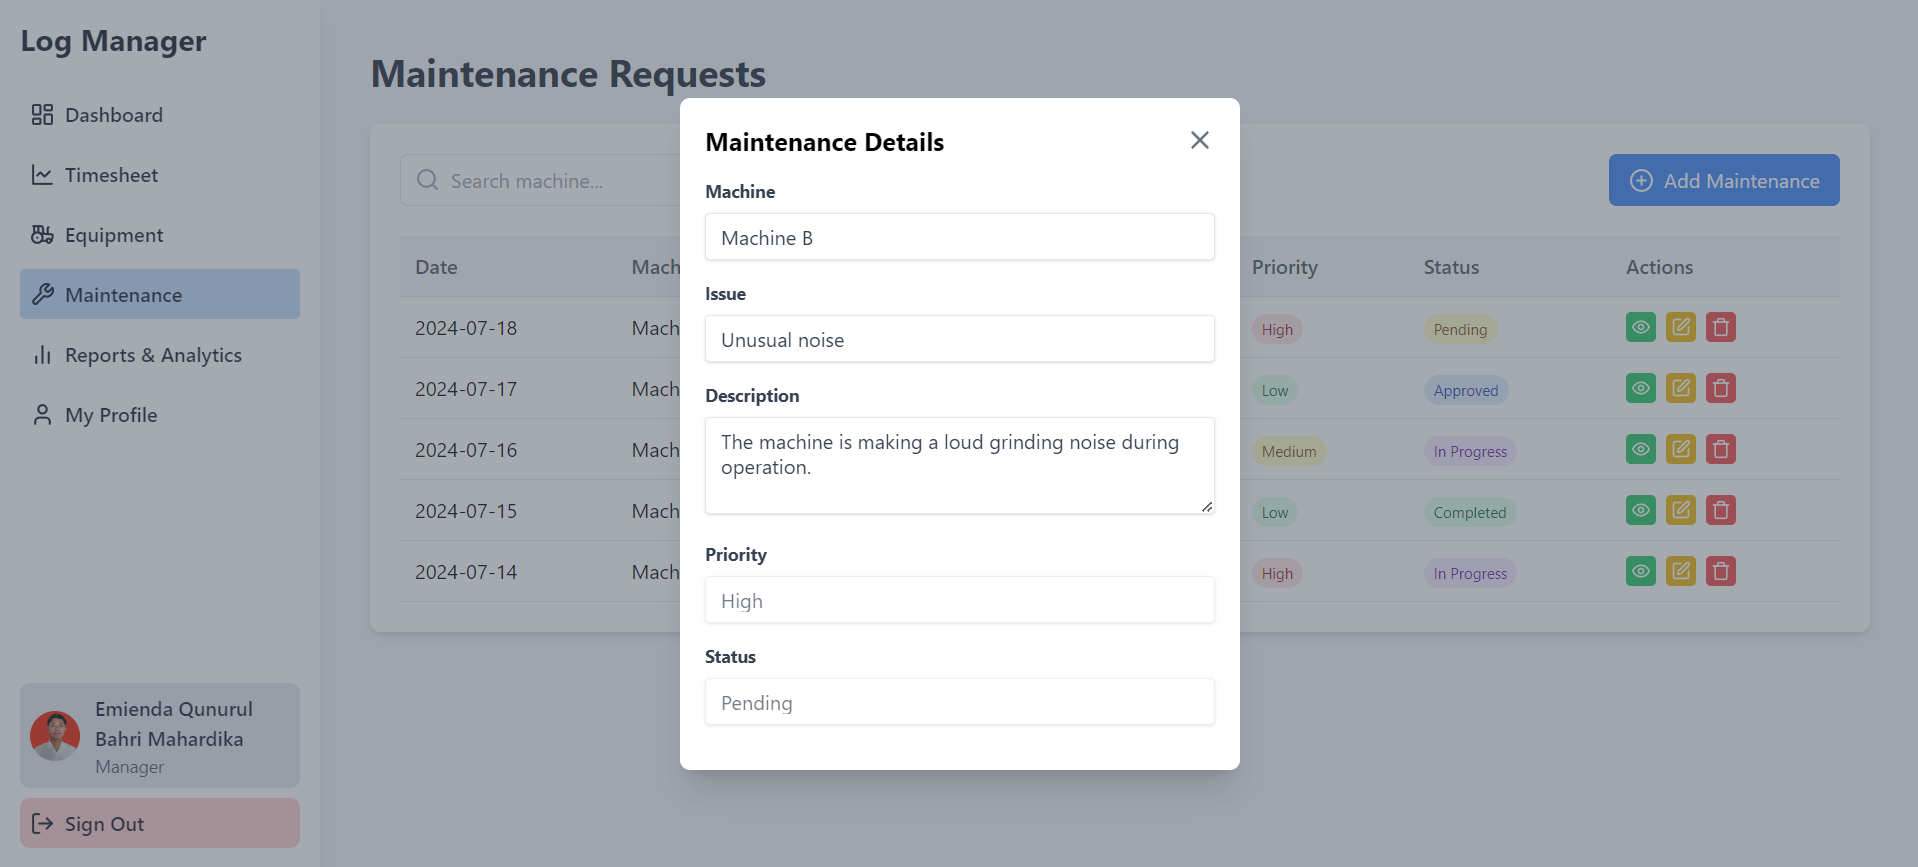 Log Manager
Dashboard
Timesheet
Equipment
Maintenance
Reports & Analytics
My Profile
Emienda Qunurul
Bahri Mahardika
Manager
Sign Out
Maintenance Requests
Search machine...
Add Maintenance
Date Mach Priority Status Actions
2024-07-18 Mach High Pending
2024-07-17 Mach Low Approved
2024-07-16 Mach Medium In Progress
2024-07-15 Mach Low Completed
2024-07-14 Mach High In Progress
Maintenance Details
Machine
Machine B
Issue
Unusual noise
Description
The machine is making a loud grinding noise during
operation.
Priority
High
Status
Pending